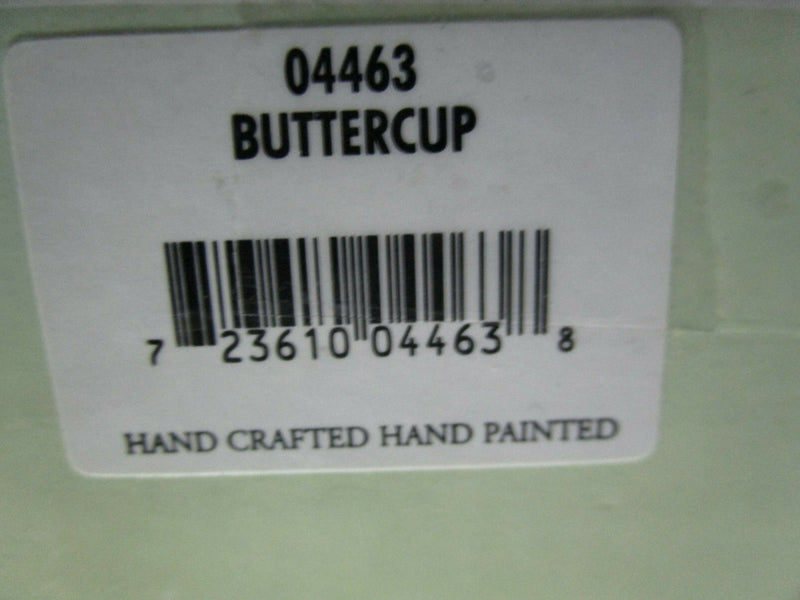 04463
BUTTERCUP
7 23610 04463 8
HAND CRAFTED HAND PAINTED